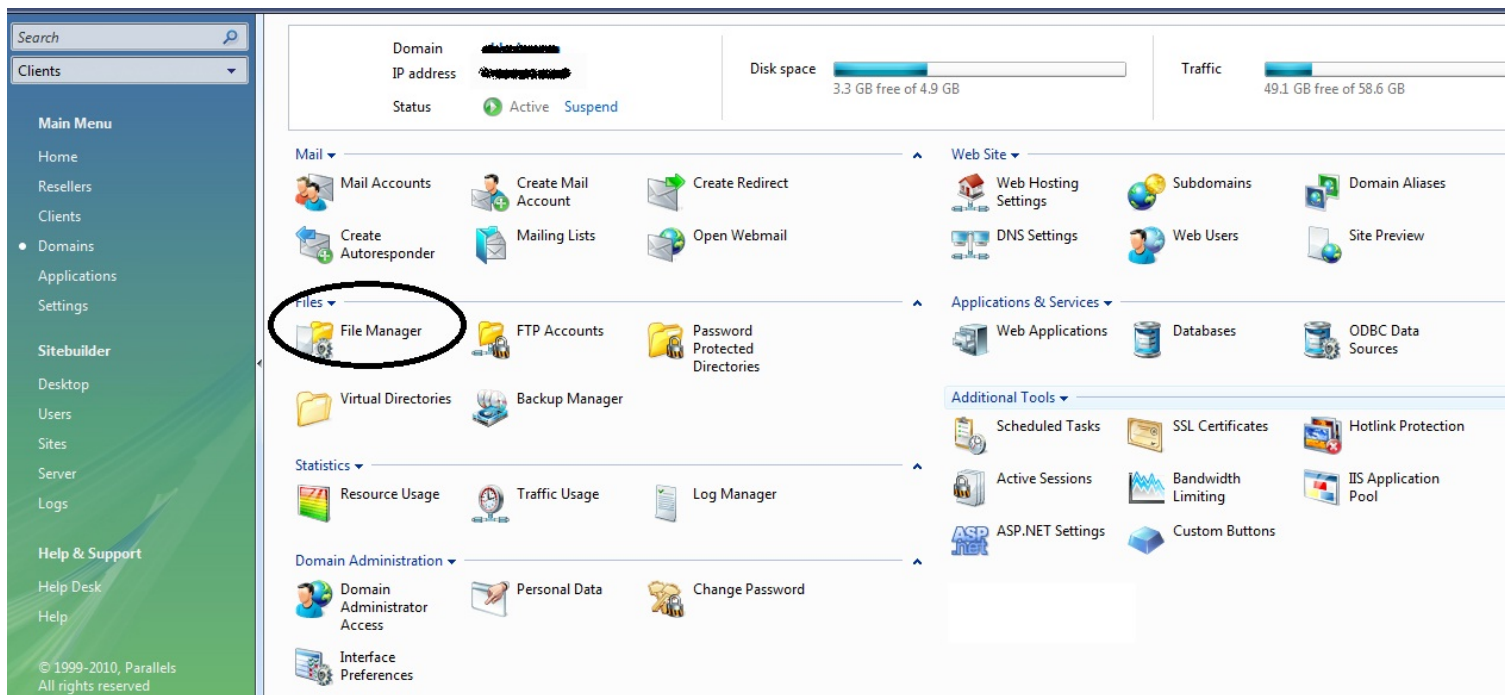 Search
Clients
Main Menu
Home
Resellers
Clients
Domains
Applications
Settings
Sitebuilder
Desktop
Users
Sites
Server
Logs
Help & Support
Help Desk
Help
© 1999-2010, Parallels
All rights reserved
Domain
IP address
Status Active Suspend
Disk space
3.3 GB free of 4.9 GB
Traffic
49.1 GB free of 58.6 GB
Mail
Mail Accounts
Create Mail
Account
Create Redirect
Create
Autoresponder
Mailing Lists
Open Webmail
Files
File Manager
FTP Accounts
Password
Protected
Directories
Virtual Directories
Backup Manager
Statistics
Resource Usage
Traffic Usage
Log Manager
Domain Administration
Domain
Administrator
Access
Personal Data
Change Password
Interface
Preferences
Web Site
Web Hosting
Settings
Subdomains
Domain Aliases
DNS Settings
Web Users
Site Preview
Applications & Services
Web Applications
Databases
ODBC Data
Sources
Additional Tools
Scheduled Tasks
SSL Certificates
Hotlink Protection
Active Sessions
Bandwidth
Limiting
IIS Application
Pool
ASP.net
ASP.NET Settings
Custom Buttons